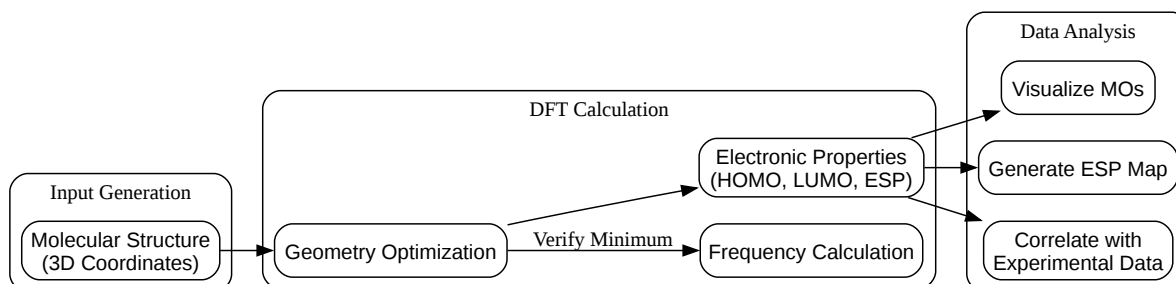 Input Generation
Molecular Structure
(3D Coordinates)
DFT Calculation
Geometry Optimization
Verify Minimum
Electronic Properties
(HOMO, LUMO, ESP)
Frequency Calculation
Data Analysis
Visualize MOs
Generate ESP Map
Correlate with
Experimental Data